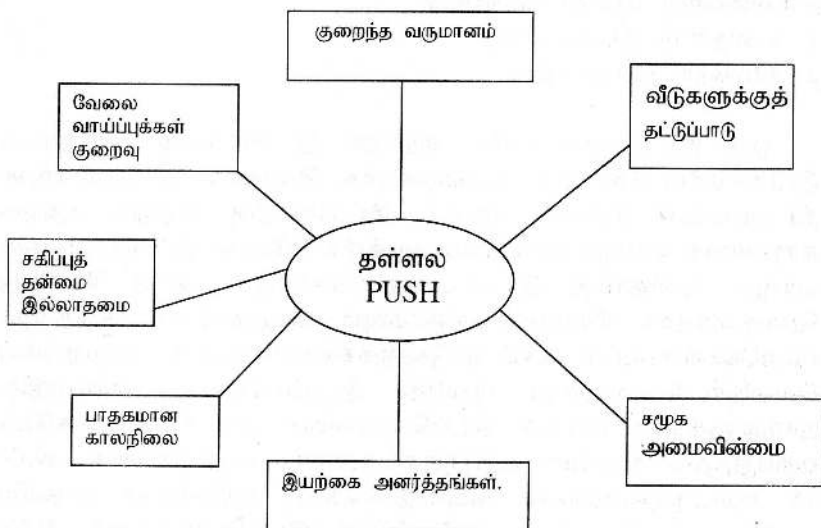 குறைந்த வருமானம்
வேலை
வாய்ப்புக்கள்
குறைவு
வீடுகளுக்குத்
தட்டுப்பாடு
சகிப்புத்
தன்மை
இல்லாதமை
தள்ளல்
PUSH
பாதகமான
காலநிலை
சமூக
அமைவின்மை
இயற்கை அனர்த்தங்கள்.